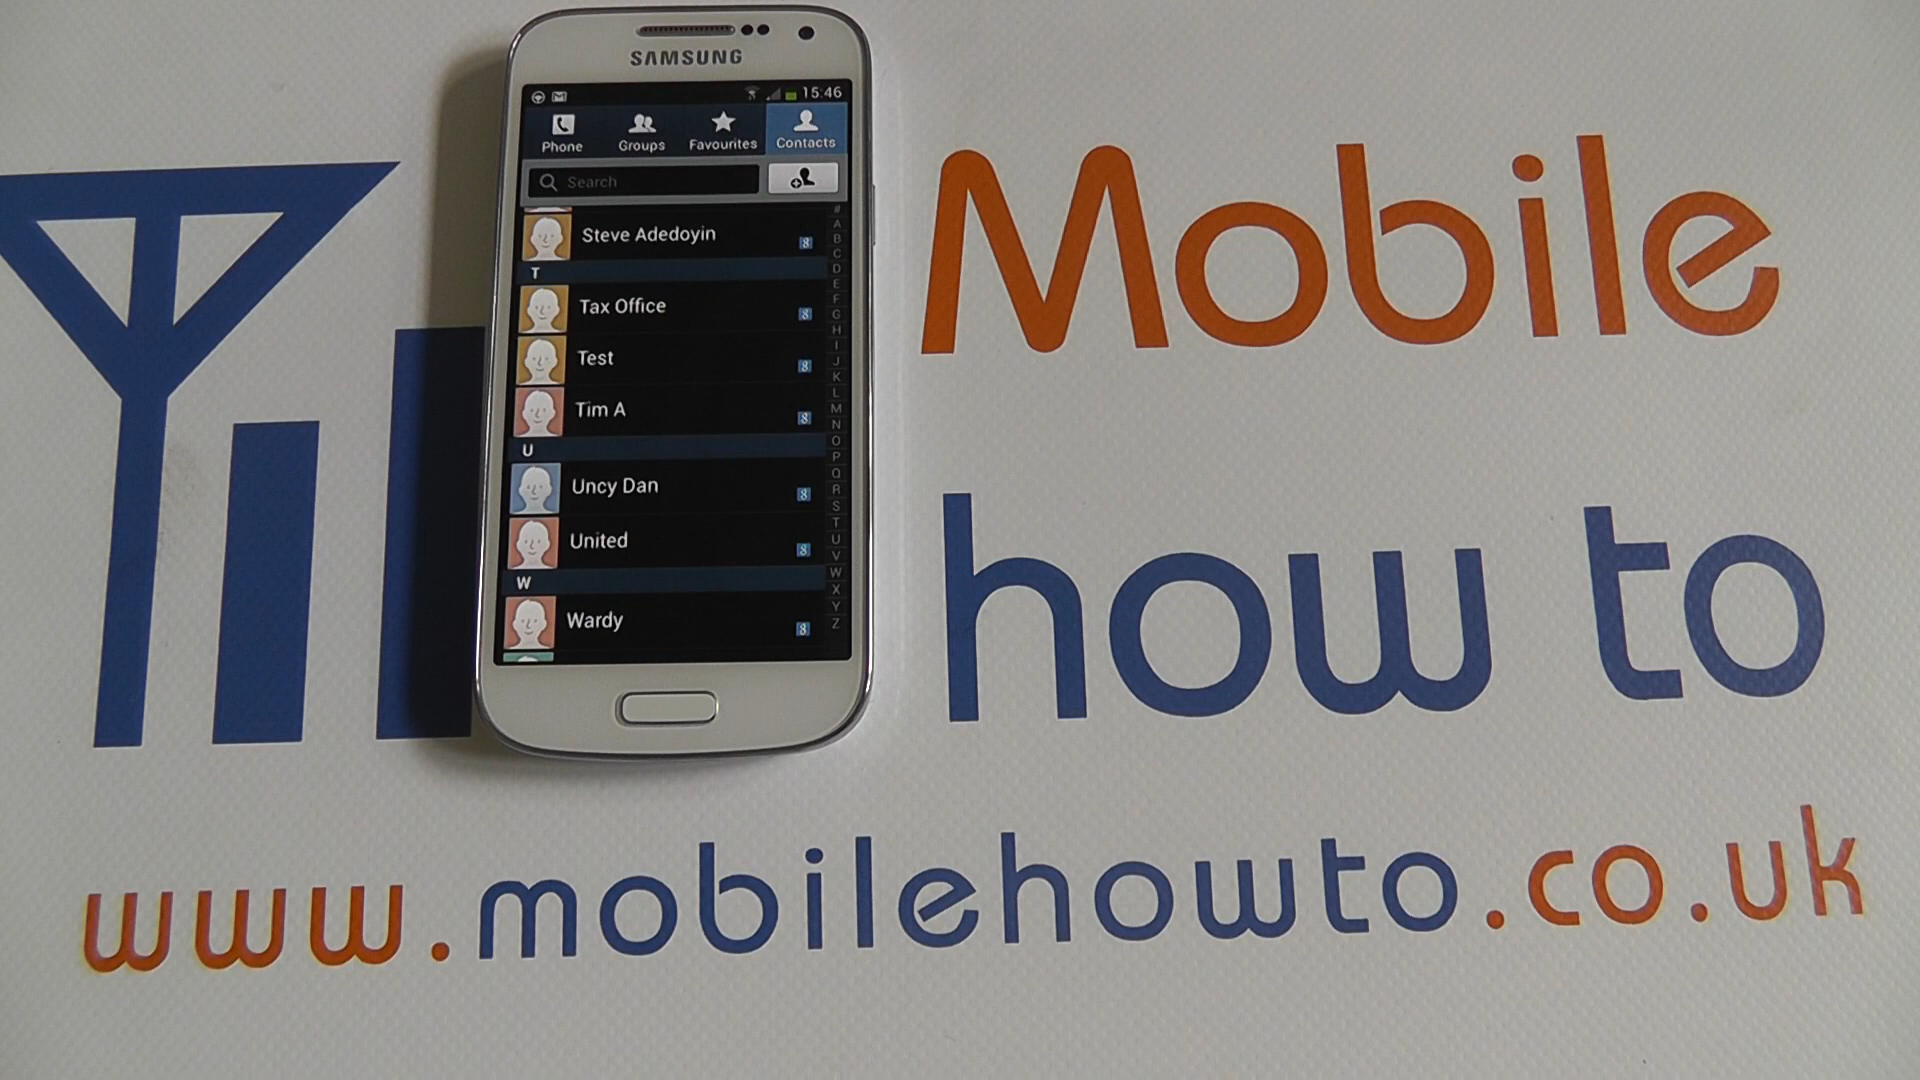 SAMSUNG
15:46
Phone Groups Favourites Contacts
Search
Steve Adedoyin
T
Tax Office
Test
Tim A
U
Uncy Dan
United
W
Wardy
#
A
B
C
D
E
F
G
H
I
J
K
L
M
N
O
P
Q
R
S
T
U
V
W
X
Y
Z
Mobile
how to
www.mobilehowto.co.uk